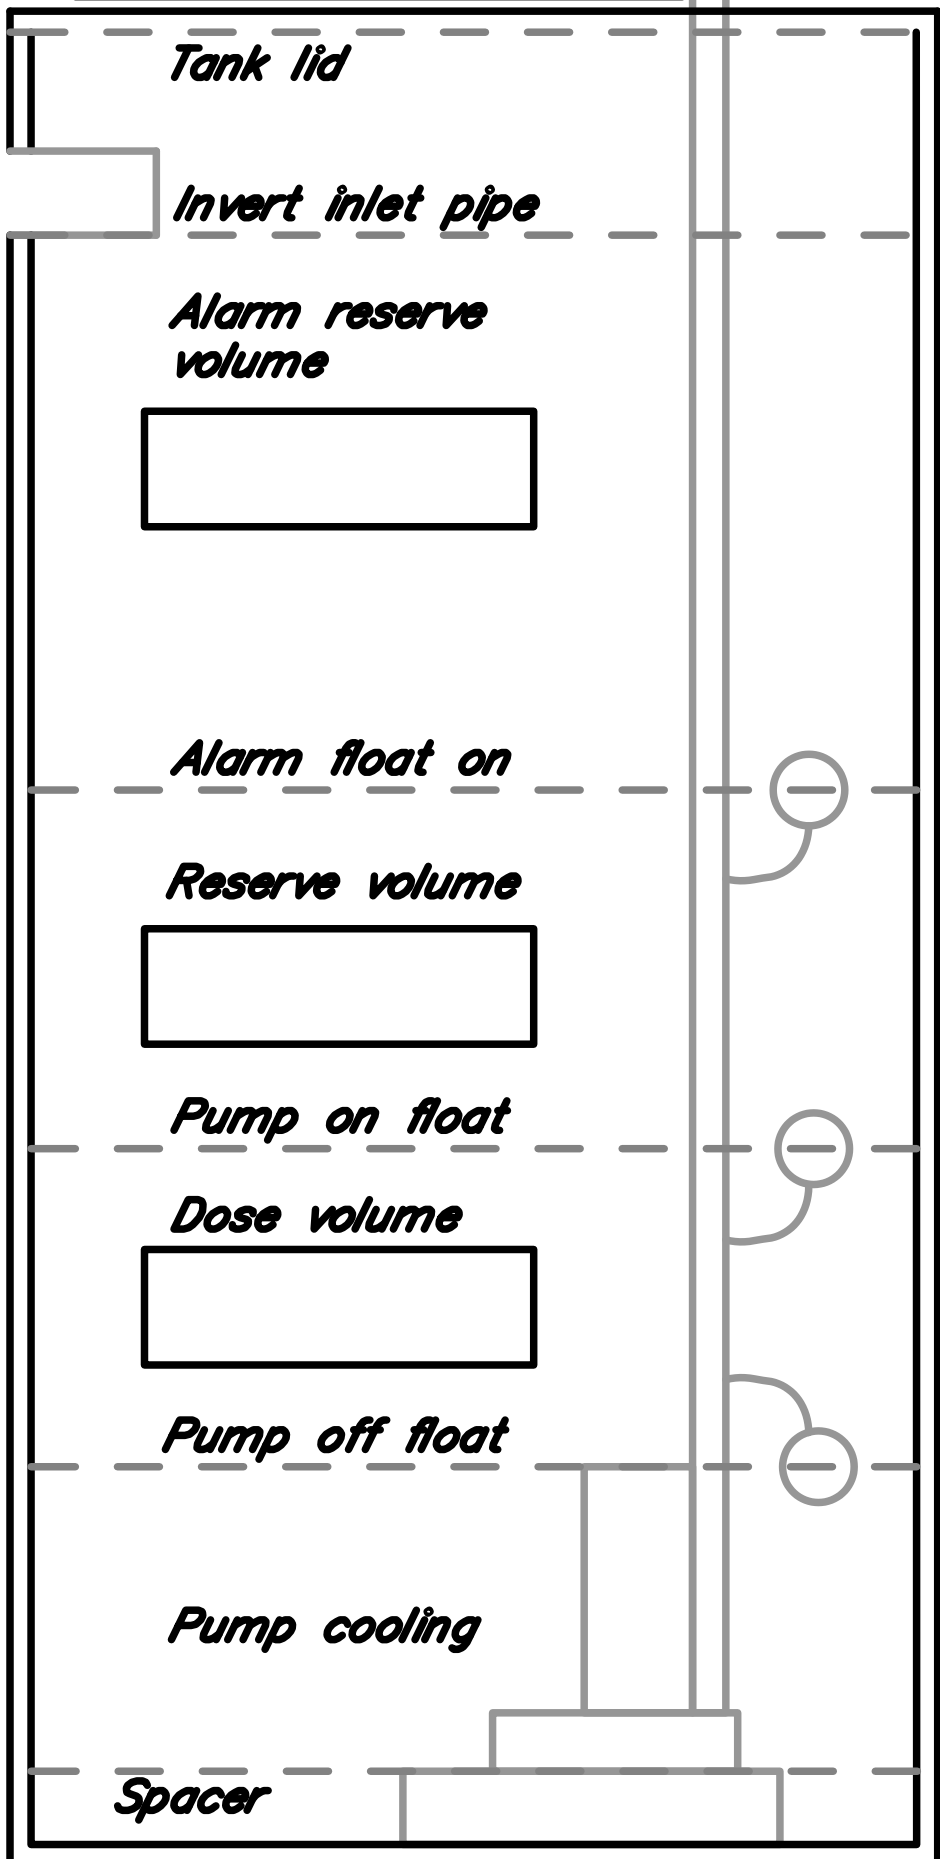 Tank lid
Invert inlet pipe
Alarm reserve
volume
Alarm float on
Reserve volume
Pump on float
Dose volume
Pump off float
Pump cooling
Spacer